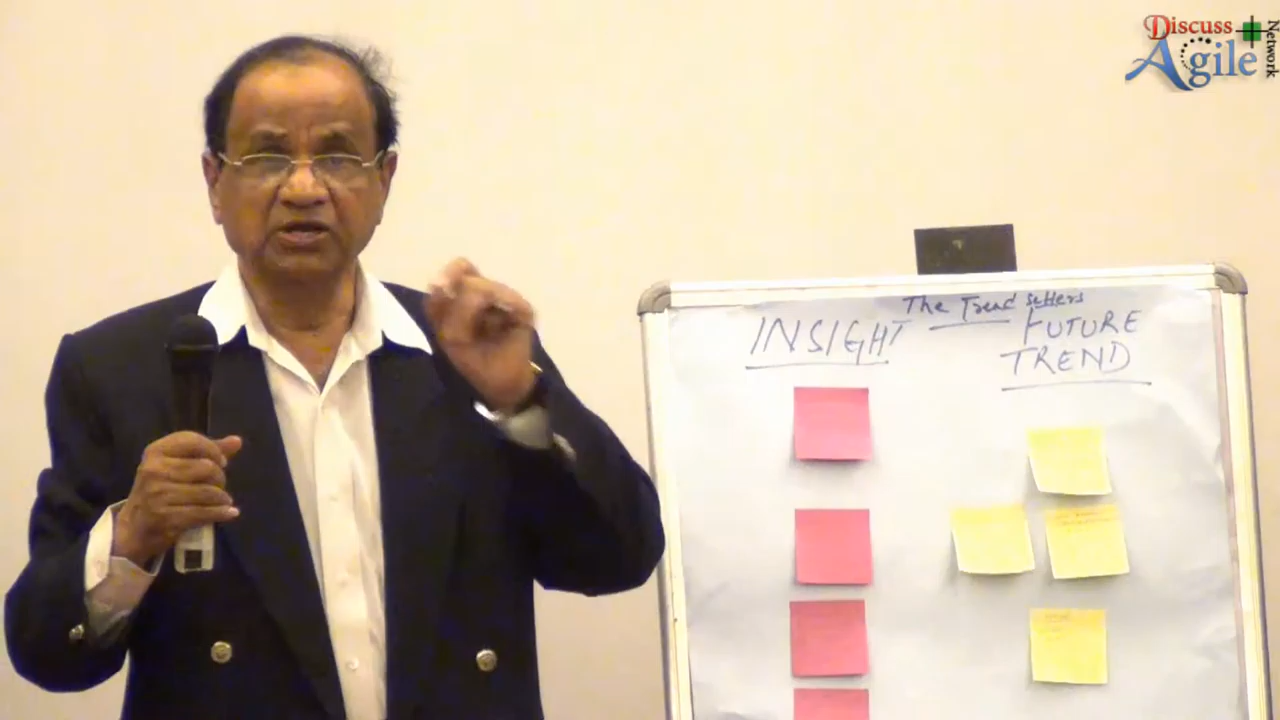 Discuss
Agile
Network
The Trend Setters
INSIGHT
FUTURE
TREND